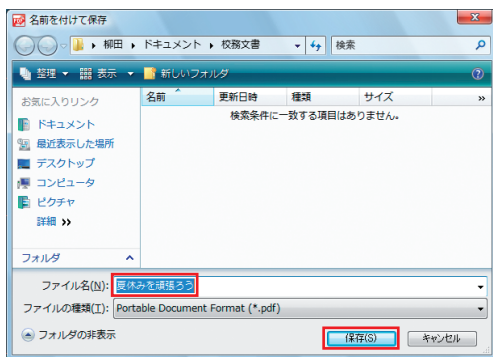 名前を付けて保存
柳田 ▸ ドキュメント ▸ 校務文書 検索
整理 ▼ 表示 ▼ 新しいフォルダ
お気に入りリンク
ドキュメント
最近表示した場所
デスクトップ
コンピュータ
ピクチャ
詳細 »
フォルダ
名前 更新日時 種類 サイズ »
検索条件に一致する項目はありません。
ファイル名(N): 夏休みを頑張ろう
ファイルの種類(T): Portable Document Format (*.pdf)
フォルダの非表示 保存(S) キャンセル